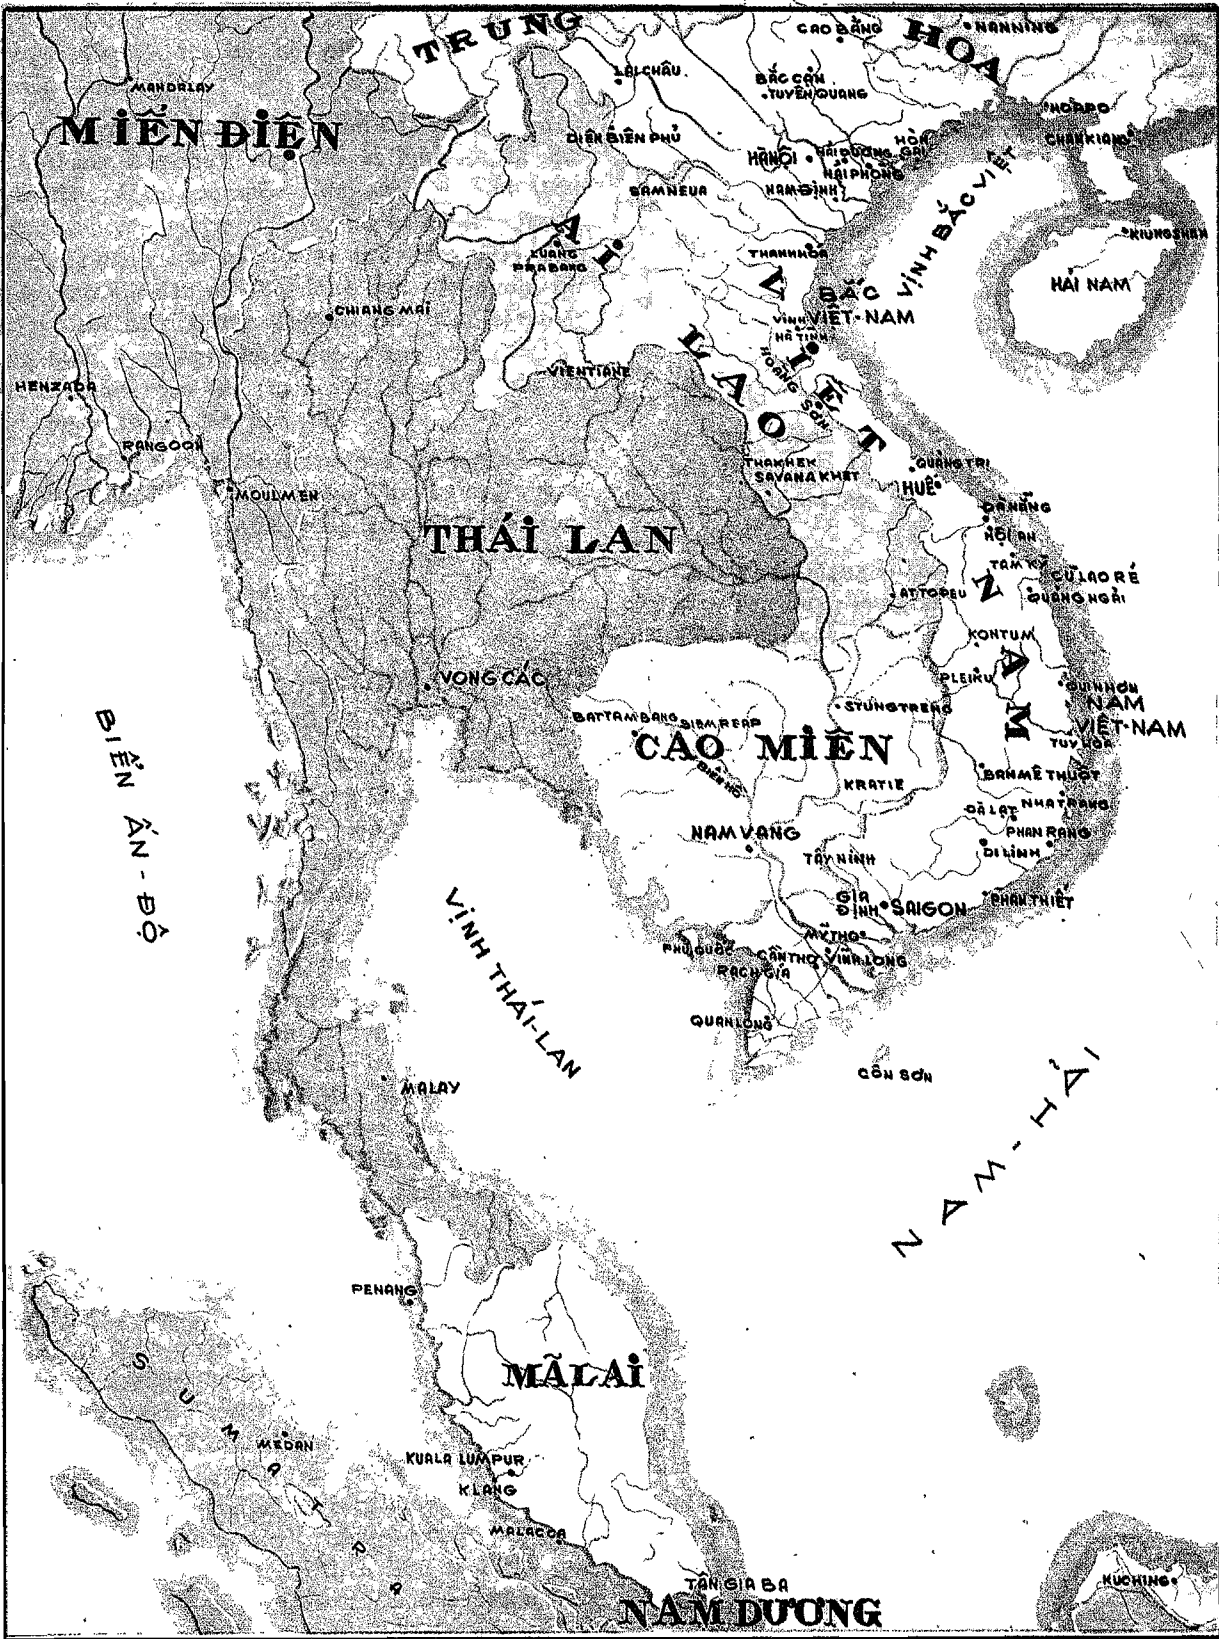 TRUNG HOA
CAO BẰNG
NANNING
MANDALAY
LAI CHÂU
BẮC CẠN
TUYÊN QUANG
MIẾN ĐIỆN
HOPPO
CHANKIANG
ĐIỆN BIÊN PHỦ
HÀ NỘI
HẢI DƯƠNG
HÒN GAI
HẢI PHÒNG
NAM ĐỊNH
SAMNEUA
VỊNH BẮC VIỆT
KIUNGSHAN
HẢI NAM
AI LAO
LUANG
PRABANG
THANH HÓA
BẮC
VIỆT-NAM
VINH
HÀ TĨNH
HOÀNG SƠN
CHIANG MAI
VIENTIANE
VIỆT NAM
HENZADA
RANGOON
MOULMEN
THAKHEK
SAVANAKHET
QUẢNG TRỊ
HUẾ
ĐÀ NẴNG
HỘI AN
THÁI LAN
TAM KỲ
CÙ LAO RÉ
QUẢNG NGÃI
ATTOPEU
KONTUM
PLEIKU
VONG CÁC
QUI NHƠN
NAM
VIỆT-NAM
TUY HÒA
STUNGTRENG
BATTAMBANG
SIEMREAP
CAO MIÊN
BIỂN HỒ
BANMÊ THUỘT
KRATIE
NHA TRANG
ĐÀ LẠT
PHAN RANG
DI LINH
NAM VANG
TÂY NINH
GIA
ĐỊNH
SAIGON
PHAN THIẾT
MỸ THO
PHÚ QUỐC
CẦN THƠ
VĨNH LONG
RẠCH GIÁ
QUAN LONG
CÔN SƠN
BIỂN ẤN-ĐỘ
VỊNH THÁI-LAN
NAM-HẢI
MALAY
PENANG
MÃ LAI
SUMATRA
MEDAN
KUALA LUMPUR
KLANG
MALACCA
TÂN GIA BA
NAM DƯƠNG
KUCHING